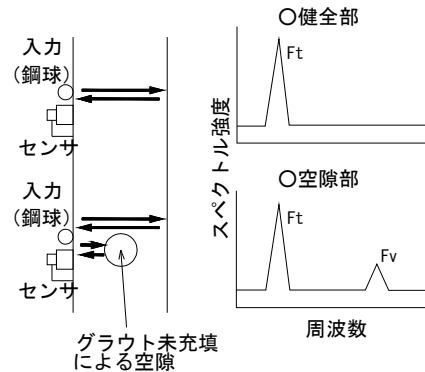 入力
(鋼球)
センサ
入力
(鋼球)
センサ
グラウト未充填
による空隙
スペクトル強度
○健全部
Ft
○空隙部
Ft
Fv
周波数